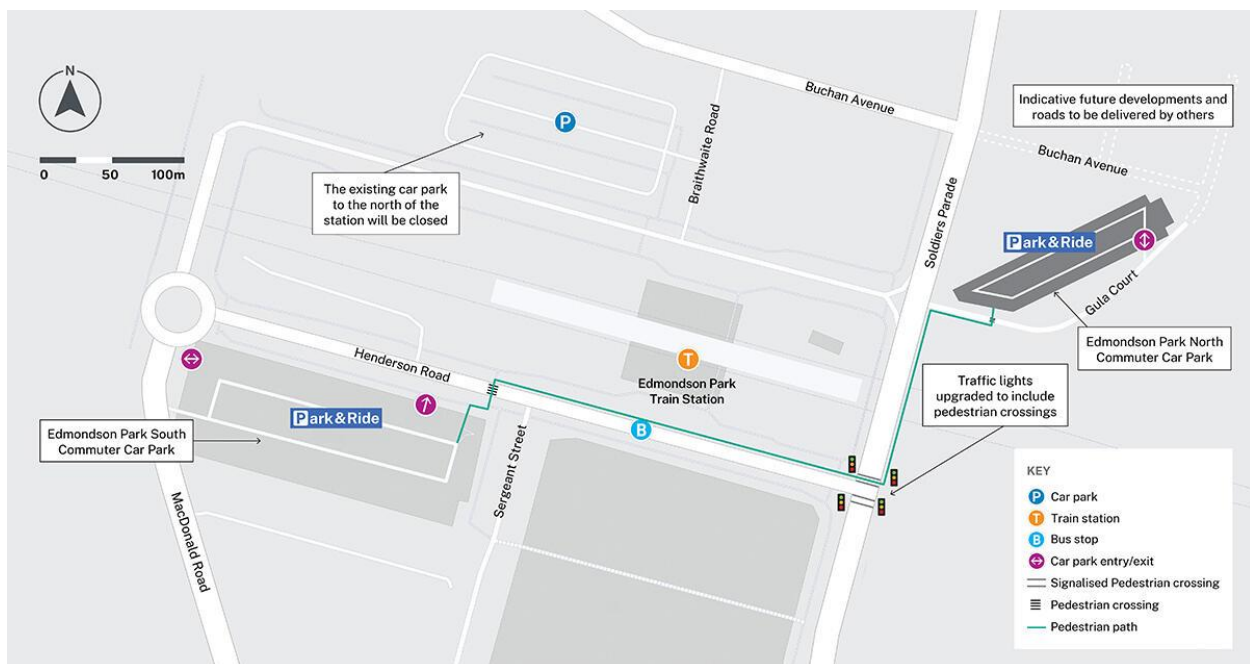 N
0 50 100m
The existing car park
to the north of the
station will be closed
P
Braithwaite Road
Buchan Avenue
Soldiers Parade
Indicative future developments and
roads to be delivered by others
Buchan Avenue
Park&Ride
Gula Court
Edmondson Park North
Commuter Car Park
Traffic lights
upgraded to include
pedestrian crossings
Henderson Road
T
Edmondson Park
Train Station
B
Park&Ride
Edmondson Park South
Commuter Car Park
Sergeant Street
MacDonald Road
KEY
P Car park
T Train station
B Bus stop
Car park entry/exit
Signalised Pedestrian crossing
Pedestrian crossing
Pedestrian path